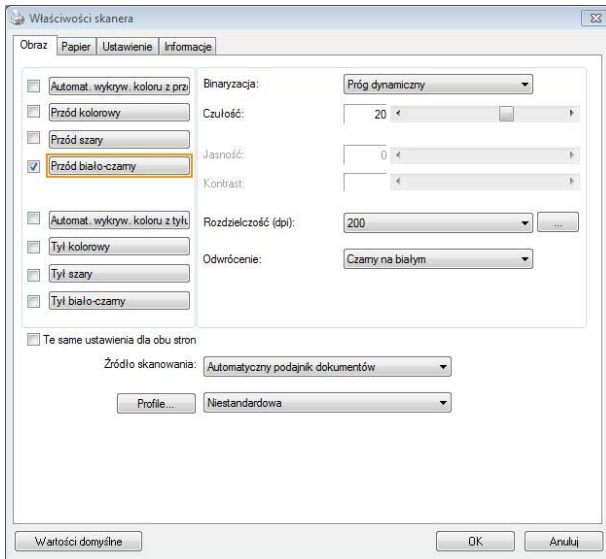 Właściwości skanera
Obraz Papier Ustawienie Informacje
Automat. wykryw. koloru z prze
Przód kolorowy
Przód szary
Przód biało-czarny
Automat. wykryw. koloru z tyłu
Tył kolorowy
Tył szary
Tył biało-czarny
Binaryzacja: Próg dynamiczny
Czułość: 20
Jasność: 0
Kontrast:
Rozdzielczość (dpi): 200 ...
Odwrócenie: Czarny na białym
Te same ustawienia dla obu stron
Źródło skanowania: Automatyczny podajnik dokumentów
Profile... Niestandardowa
Wartości domyślne OK Anuluj